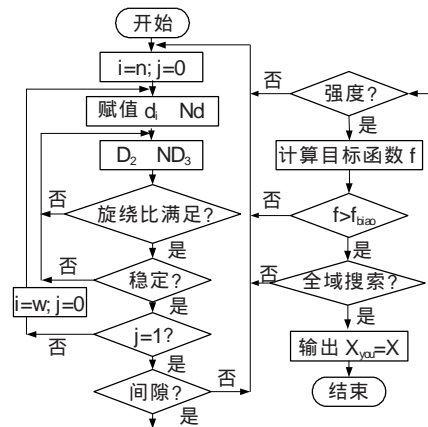 开始
i=n; j=0
赋值 di Nd
D2 ND3
否
旋绕比满足?
是
否
稳定?
是
i=w; j=0
j=1?
否
是
间隙?
否
是
否
强度?
是
计算目标函数 f
否
f>fbiao
是
否
全域搜索?
是
输出 Xyou=X
结束